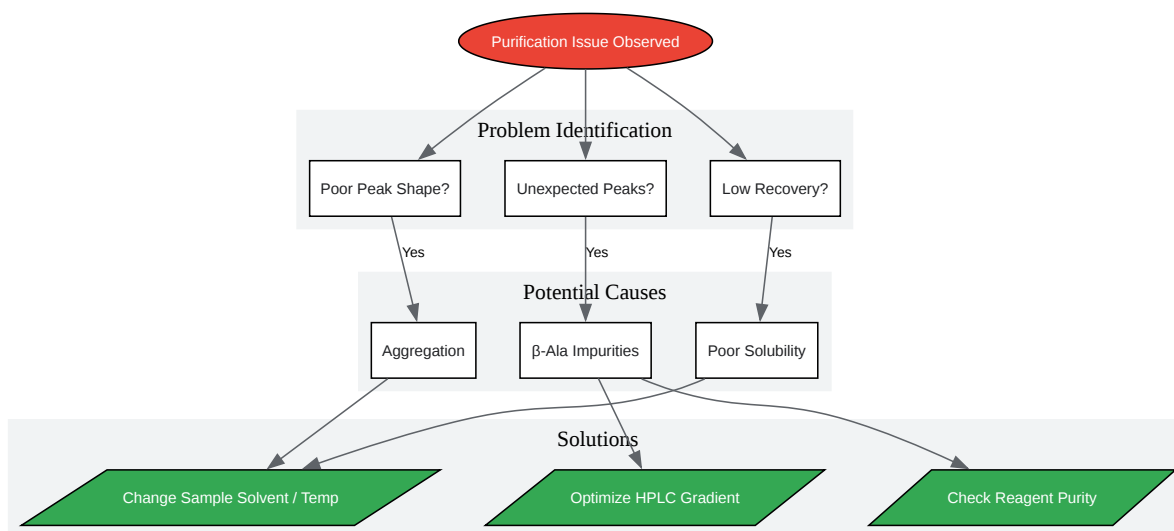 Purification Issue Observed
Problem Identification
Poor Peak Shape?
Unexpected Peaks?
Low Recovery?
Yes
Yes
Yes
Potential Causes
Aggregation
β-Ala Impurities
Poor Solubility
Solutions
Change Sample Solvent / Temp
Optimize HPLC Gradient
Check Reagent Purity